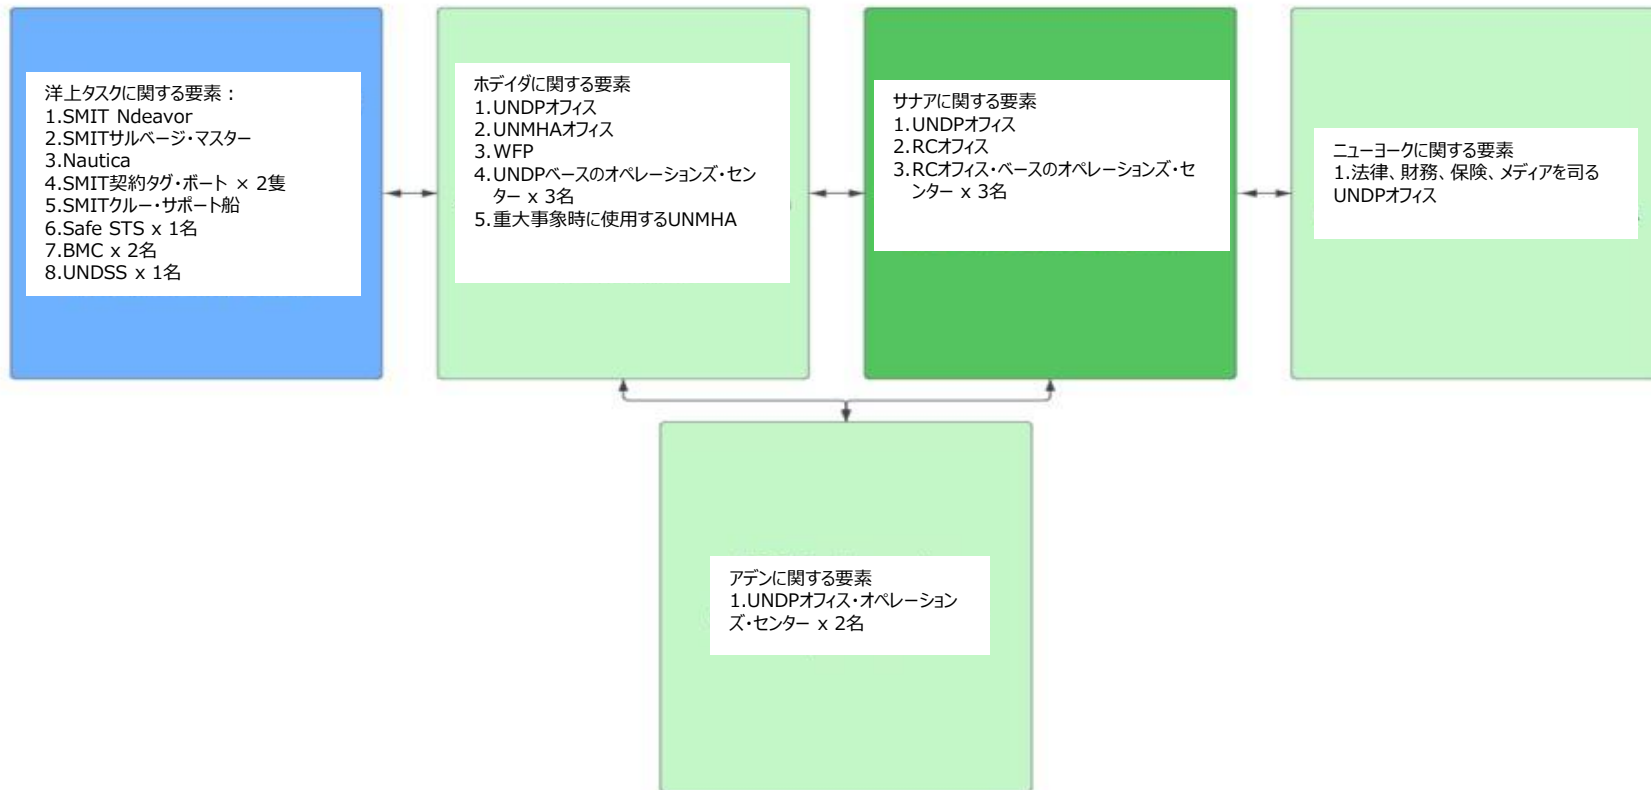 洋上タスクに関する要素：
1.SMIT Ndeavor
2.SMITサルベージ・マスター
3.Nautica
4.SMIT契約タグ・ボート × 2隻
5.SMITクルー・サポート船
6.Safe STS x 1名
7.BMC x 2名
8.UNDSS x 1名
ホデイダに関する要素
1.UNDPオフィス
2.UNMHAオフィス
3.WFP
4.UNDPベースのオペレーションズ・セン
ター x 3名
5.重大事象時に使用するUNMHA
サナアに関する要素
1.UNDPオフィス
2.RCオフィス
3.RCオフィス・ベースのオペレーションズ・セ
ンター x 3名
ニューヨークに関する要素
1.法律、財務、保険、メディアを司る
UNDPオフィス
アデンに関する要素
1.UNDPオフィス・オペレーション
ズ・センター x 2名